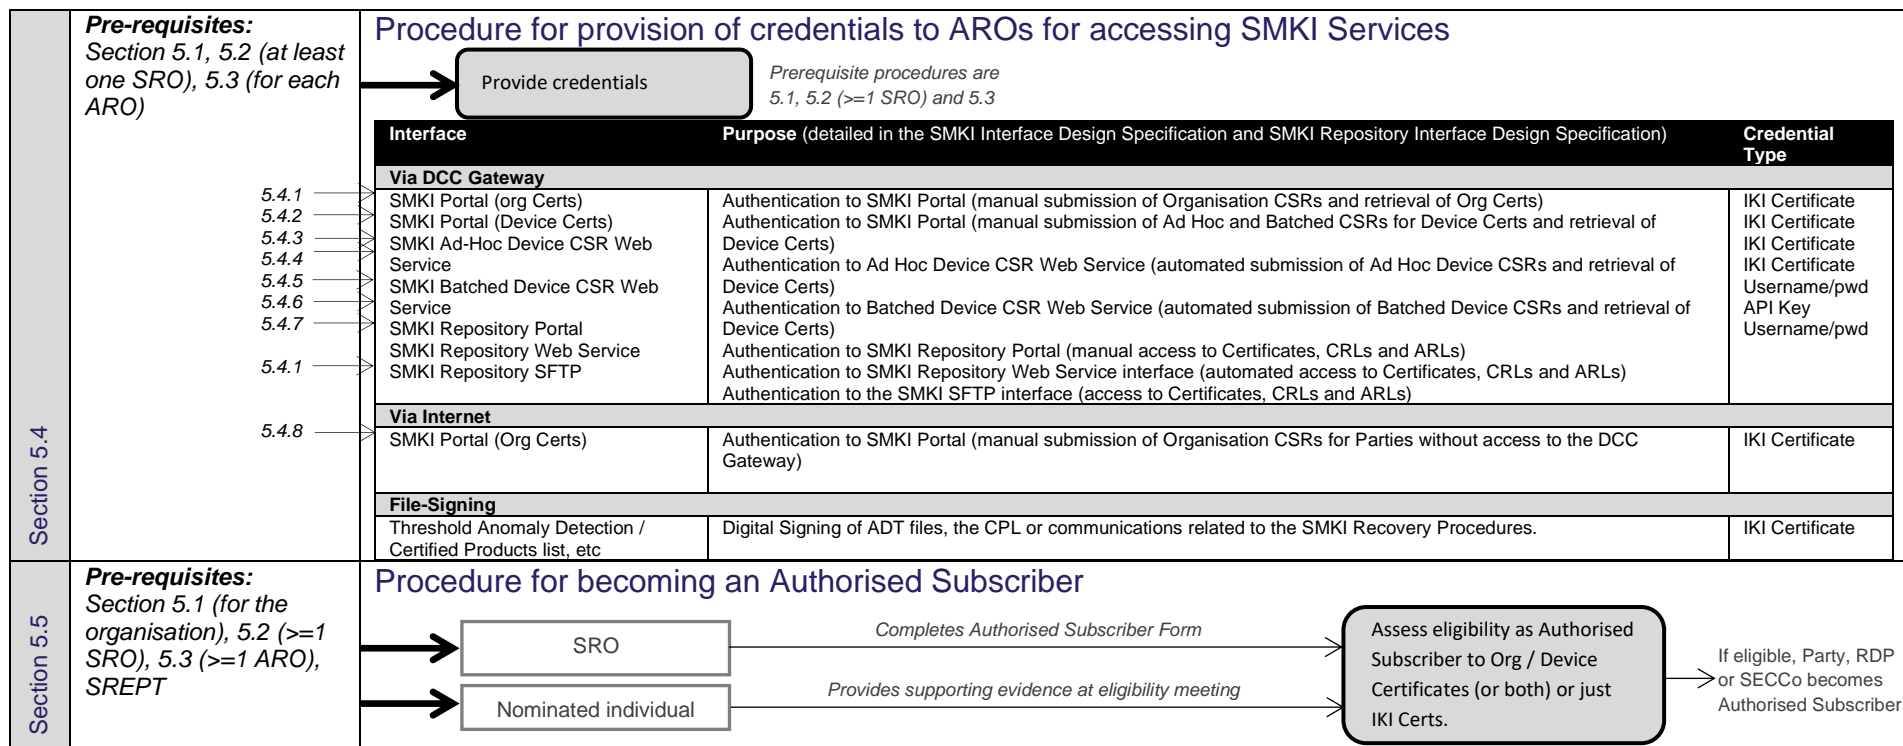 Section 5.4
Pre-requisites:
Section 5.1, 5.2 (at least
one SRO), 5.3 (for each
ARO)
Procedure for provision of credentials to AROs for accessing SMKI Services
Provide credentials
Prerequisite procedures are
5.1, 5.2 (>=1 SRO) and 5.3
Interface
Purpose (detailed in the SMKI Interface Design Specification and SMKI Repository Interface Design Specification)
Credential
Type
Via DCC Gateway
5.4.1
5.4.2
5.4.3
5.4.4
5.4.5
5.4.6
5.4.7
5.4.1
SMKI Portal (org Certs)
SMKI Portal (Device Certs)
SMKI Ad-Hoc Device CSR Web
Service
SMKI Batched Device CSR Web
Service
SMKI Repository Portal
SMKI Repository Web Service
SMKI Repository SFTP
Authentication to SMKI Portal (manual submission of Organisation CSRs and retrieval of Org Certs)
Authentication to SMKI Portal (manual submission of Ad Hoc and Batched CSRs for Device Certs and retrieval of
Device Certs)
Authentication to Ad Hoc Device CSR Web Service (automated submission of Ad Hoc Device CSRs and retrieval of
Device Certs)
Authentication to Batched Device CSR Web Service (automated submission of Batched Device CSRs and retrieval of
Device Certs)
Authentication to SMKI Repository Portal (manual access to Certificates, CRLs and ARLs)
Authentication to SMKI Repository Web Service interface (automated access to Certificates, CRLs and ARLs)
Authentication to the SMKI SFTP interface (access to Certificates, CRLs and ARLs)
IKI Certificate
IKI Certificate
IKI Certificate
IKI Certificate
Username/pwd
API Key
Username/pwd
Via Internet
5.4.8
SMKI Portal (Org Certs)
Authentication to SMKI Portal (manual submission of Organisation CSRs for Parties without access to the DCC
Gateway)
IKI Certificate
File-Signing
Threshold Anomaly Detection /
Certified Products list, etc
Digital Signing of ADT files, the CPL or communications related to the SMKI Recovery Procedures.
IKI Certificate
Section 5.5
Pre-requisites:
Section 5.1 (for the
organisation), 5.2 (>=1
SRO), 5.3 (>=1 ARO),
SREPT
Procedure for becoming an Authorised Subscriber
SRO
Completes Authorised Subscriber Form
Nominated individual
Provides supporting evidence at eligibility meeting
Assess eligibility as Authorised
Subscriber to Org / Device
Certificates (or both) or just
IKI Certs.
If eligible, Party, RDP
or SECCo becomes
Authorised Subscriber